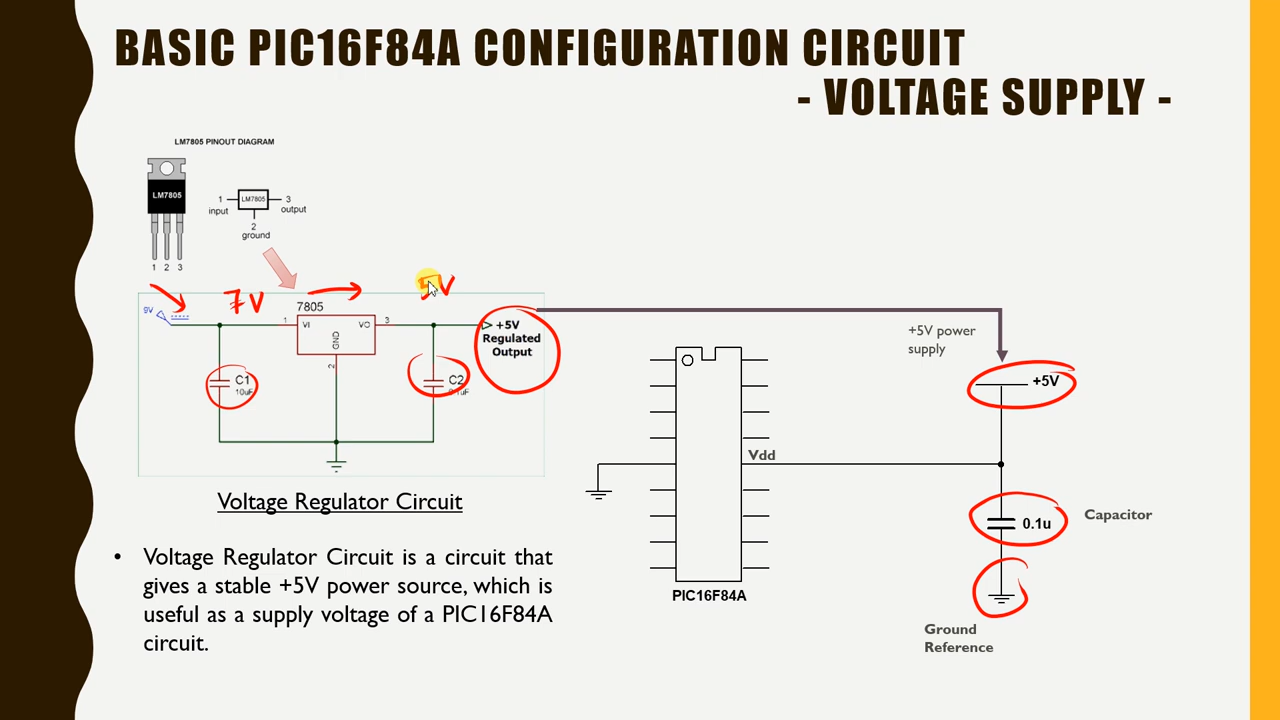 BASIC PIC16F84A CONFIGURATION CIRCUIT
- VOLTAGE SUPPLY -
LM7805 PINOUT DIAGRAM
LM7805
1
LM7805
3
input
output
2
ground
1 2 3
7V
5V
9V
7805
1
VI
VO
3
GND
2
C1
10uF
C2
0.1uF
+5V
Regulated
Output
+5V power
supply
+5V
Vdd
0.1u
Capacitor
PIC16F84A
Ground
Reference
Voltage Regulator Circuit
• Voltage Regulator Circuit is a circuit that
gives a stable +5V power source, which is
useful as a supply voltage of a PIC16F84A
circuit.